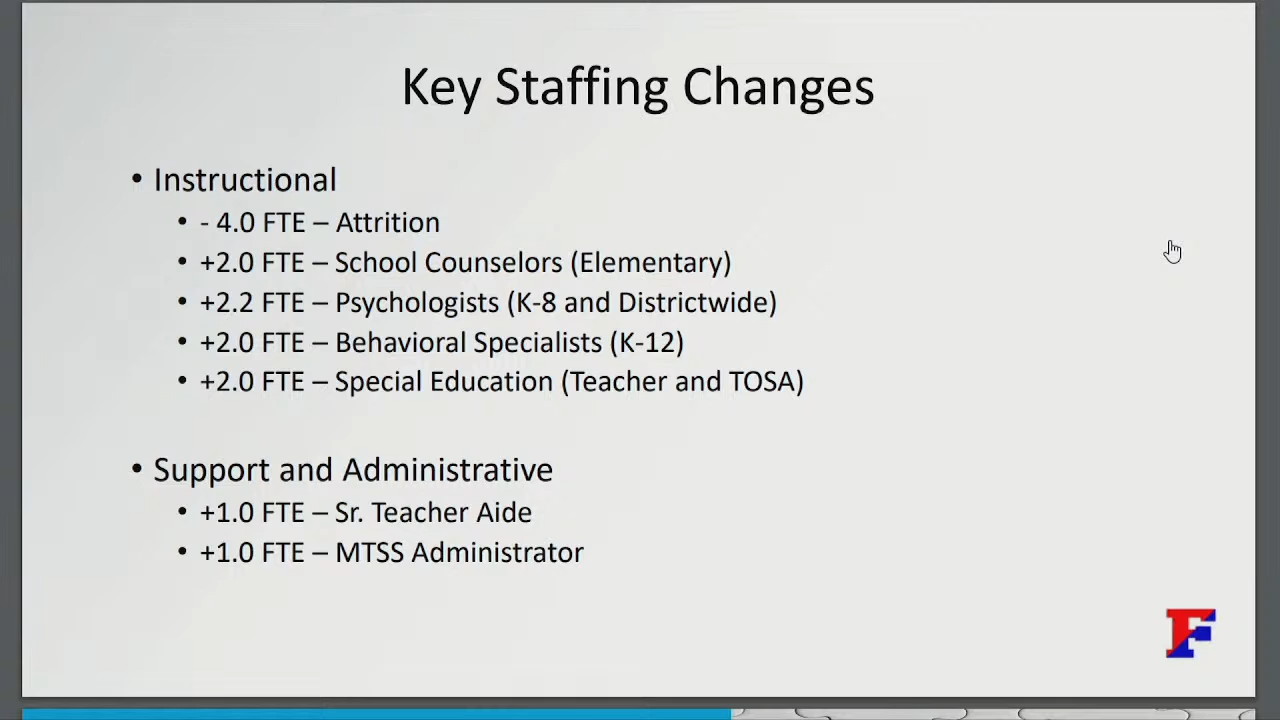 Key Staffing Changes
• Instructional
• - 4.0 FTE – Attrition
• +2.0 FTE – School Counselors (Elementary)
• +2.2 FTE – Psychologists (K-8 and Districtwide)
• +2.0 FTE – Behavioral Specialists (K-12)
• +2.0 FTE – Special Education (Teacher and TOSA)
• Support and Administrative
• +1.0 FTE – Sr. Teacher Aide
• +1.0 FTE – MTSS Administrator
F